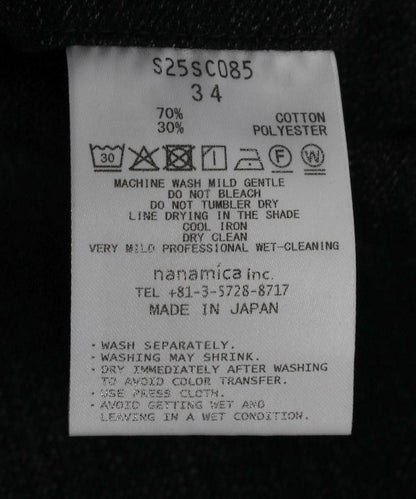 S25SC085
34
70% COTTON
30% POLYESTER
30 F W
MACHINE WASH MILD GENTLE
DO NOT BLEACH
DO NOT TUMBLER DRY
LINE DRYING IN THE SHADE
COOL IRON
DRY CLEAN
VERY MILD PROFESSIONAL WET-CLEANING
nanamica inc.
TEL +81-3-5728-8717
MADE IN JAPAN
・WASH SEPARATELY.
・WASHING MAY SHRINK.
・DRY IMMEDIATELY AFTER WASHING
TO AVOID COLOR TRANSFER.
・USE PRESS CLOTH.
・AVOID GETTING WET AND
LEAVING IN A WET CONDITION.